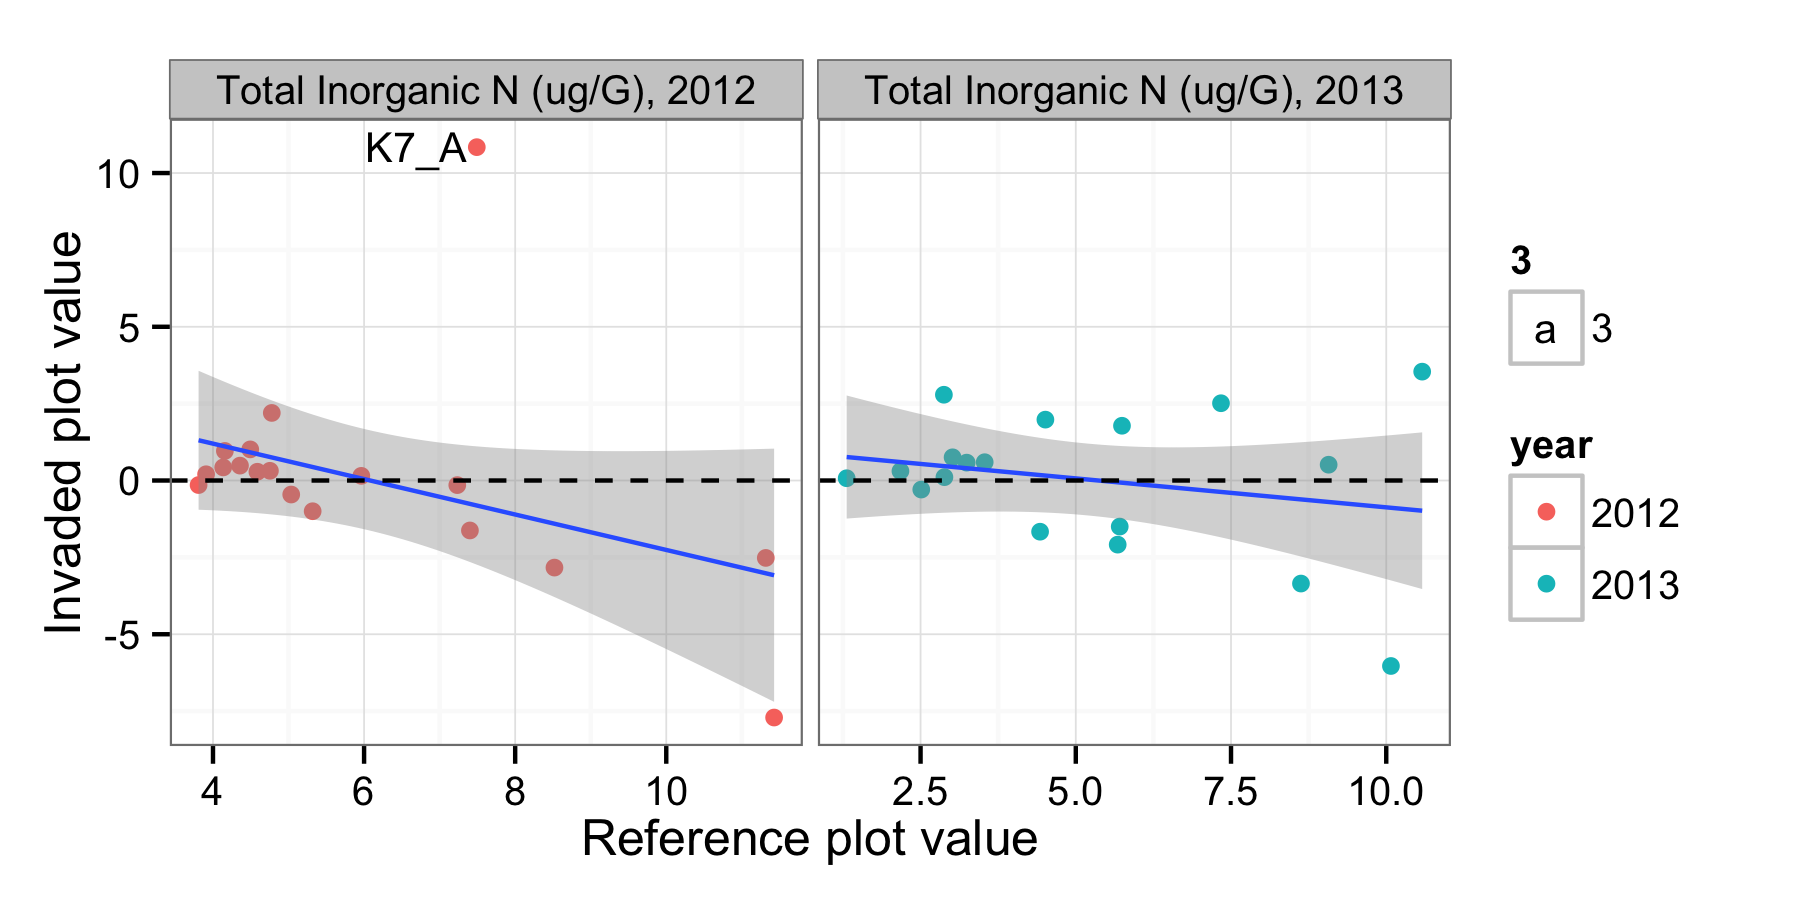 Total Inorganic N (ug/G), 2012
Total Inorganic N (ug/G), 2013
K7_A
10
5
0
-5
Invaded plot value
4 6 8 10
2.5 5.0 7.5 10.0
Reference plot value
3
a 3
year
2012
2013